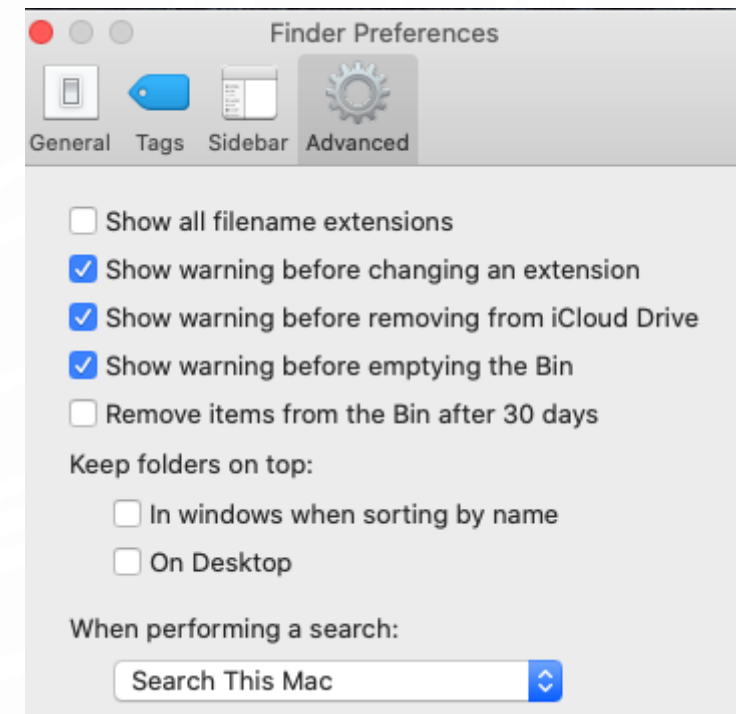 Finder Preferences
General Tags Sidebar Advanced
Show all filename extensions
Show warning before changing an extension
Show warning before removing from iCloud Drive
Show warning before emptying the Bin
Remove items from the Bin after 30 days
Keep folders on top:
In windows when sorting by name
On Desktop
When performing a search:
Search This Mac